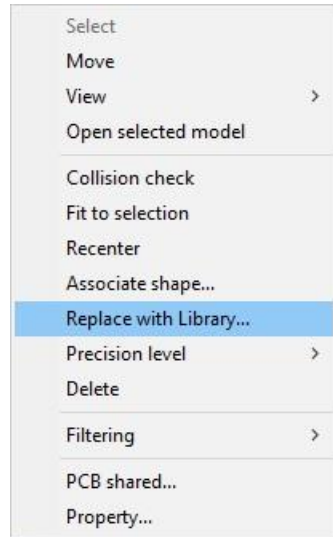 Select
Move
View
Open selected model
Collision check
Fit to selection
Recenter
Associate shape...
Replace with Library...
Precision level
Delete
Filtering
PCB shared...
Property...